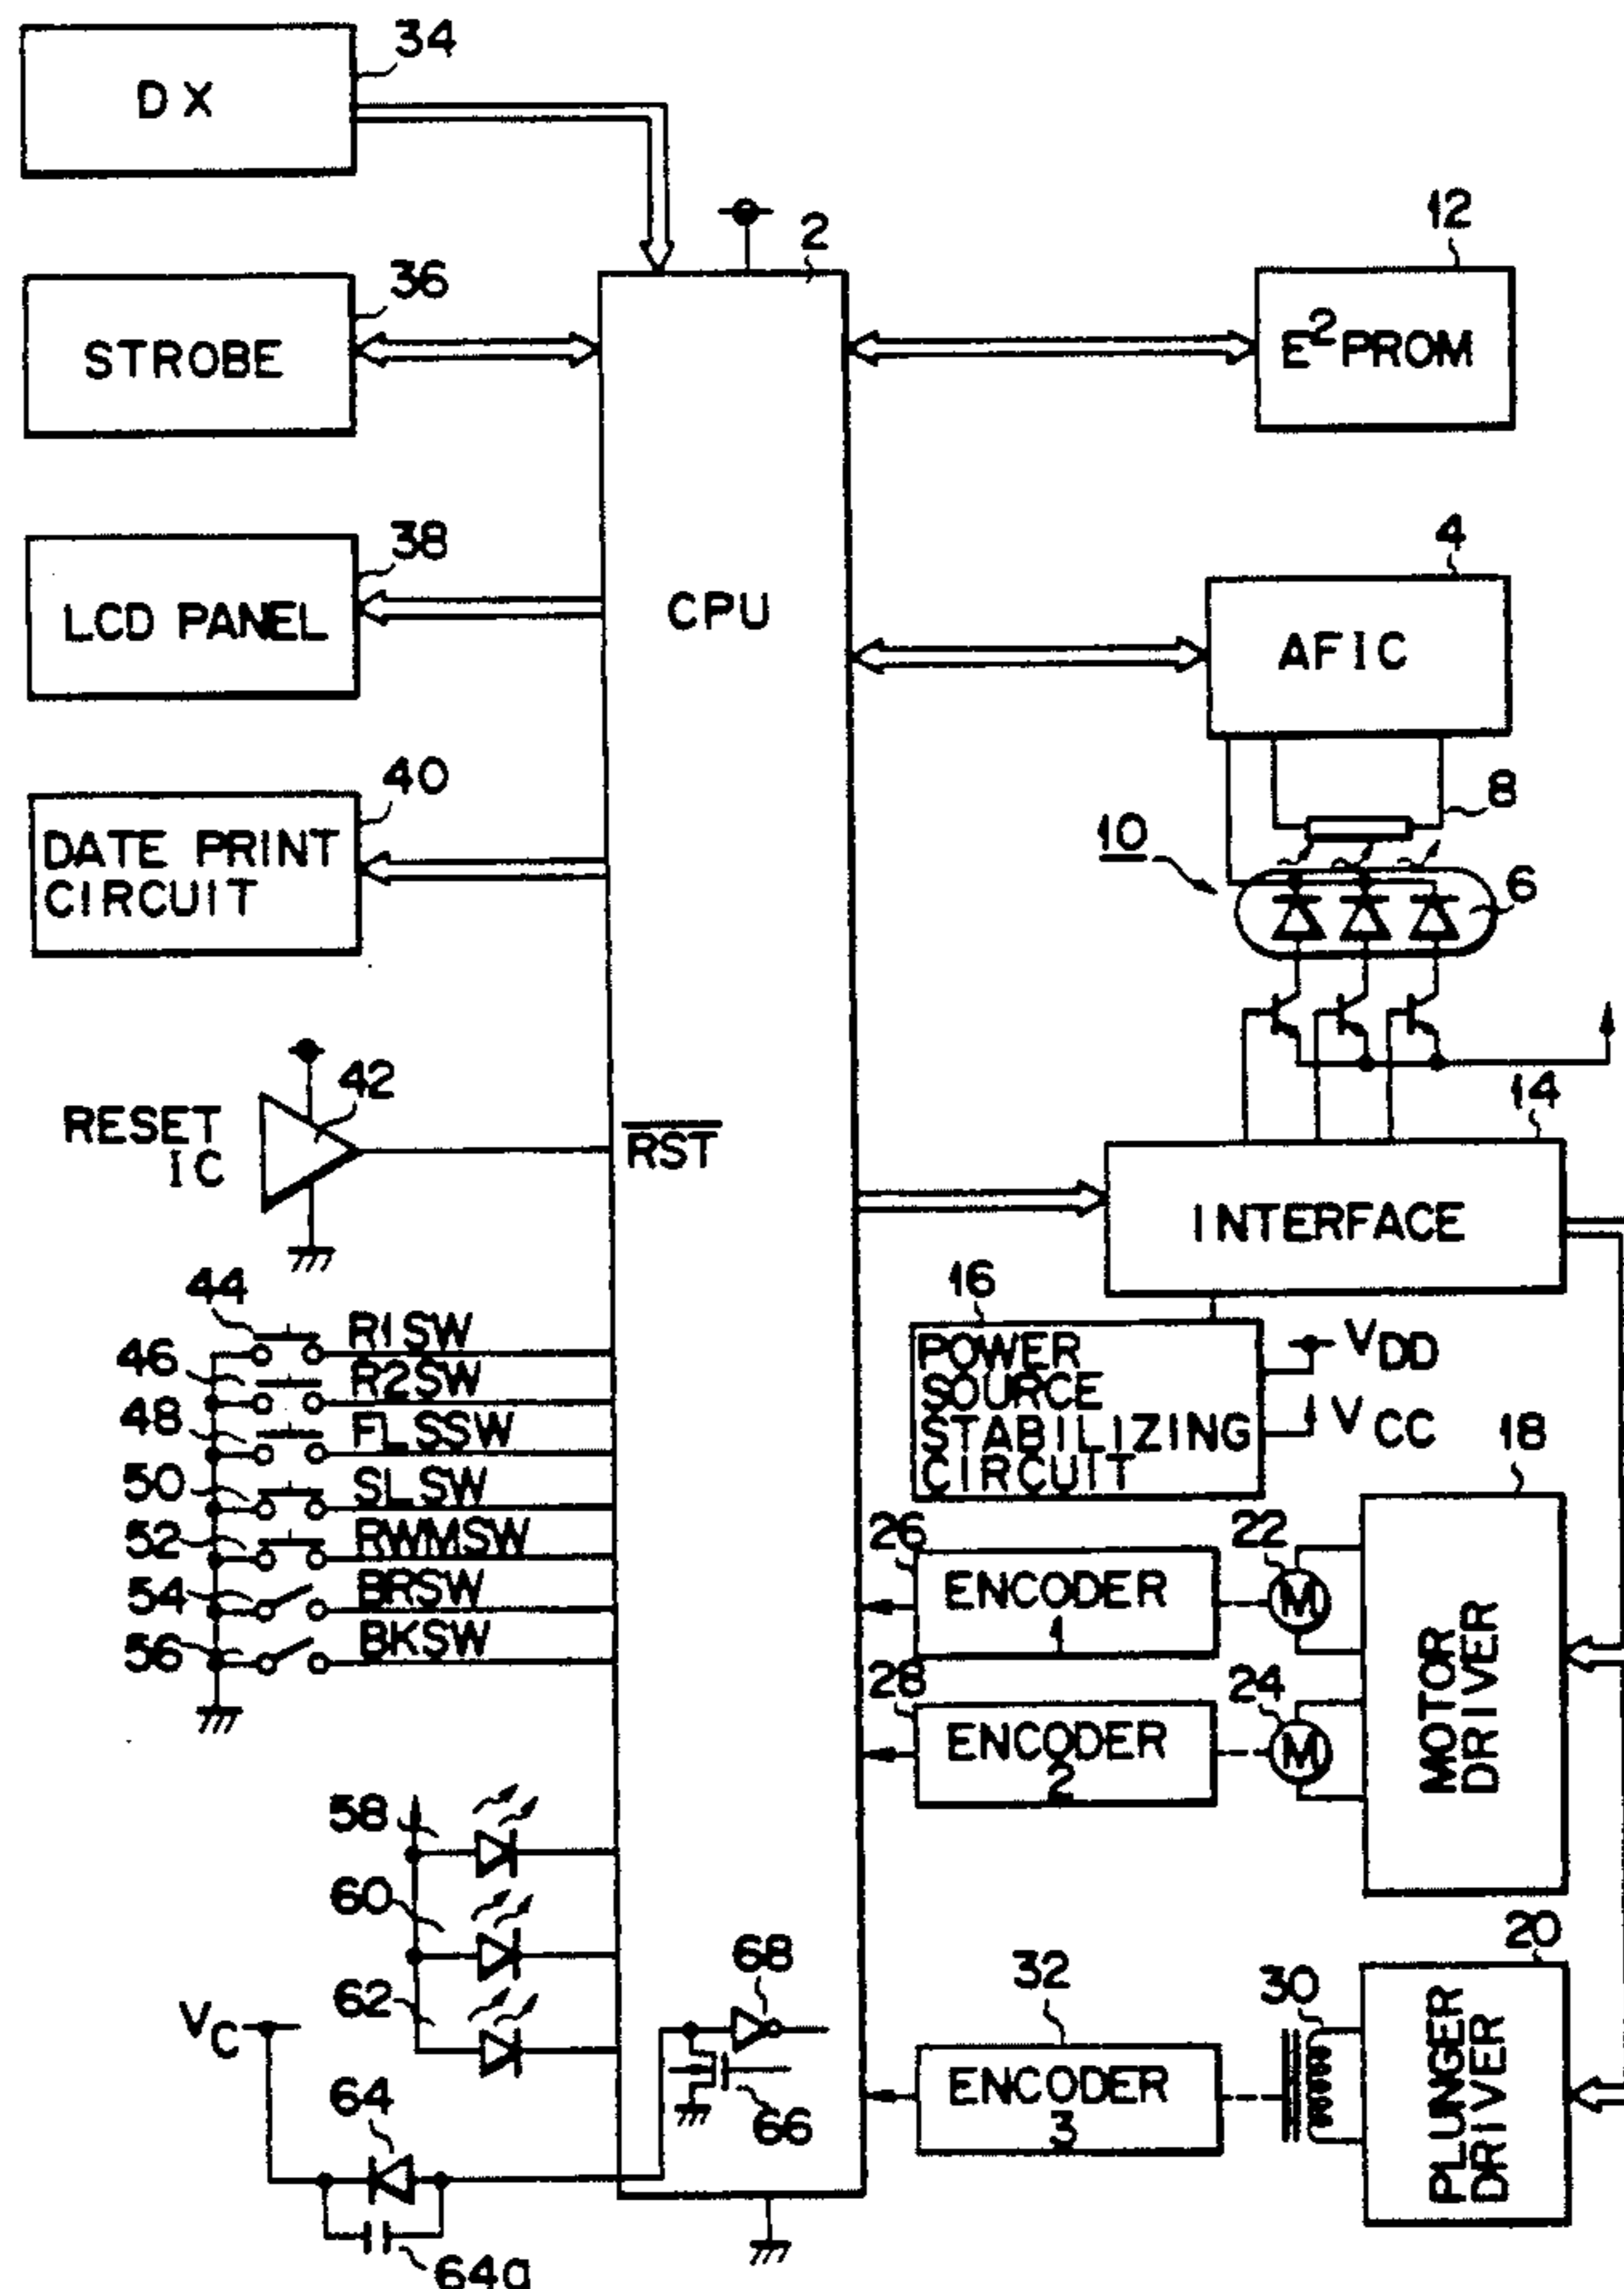 34
DX
2
12
36
STROBE
E²PROM
38
LCD PANEL
CPU
4
AFIC
40
DATE PRINT
CIRCUIT
8
10
6
42
RESET
IC
RST
14
INTERFACE
44
R1SW
46
R2SW
48
FLSSW
50
SLSW
52
RWMSW
54
BRSW
56
BKSW
16
POWER
SOURCE
STABILIZING
CIRCUIT
VDD
VCC
18
MOTOR
DRIVER
26
ENCODER
1
22
M
28
ENCODER
2
24
M
58
60
62
VC
64
64a
68
66
32
ENCODER
3
30
20
PLUNGER
DRIVER